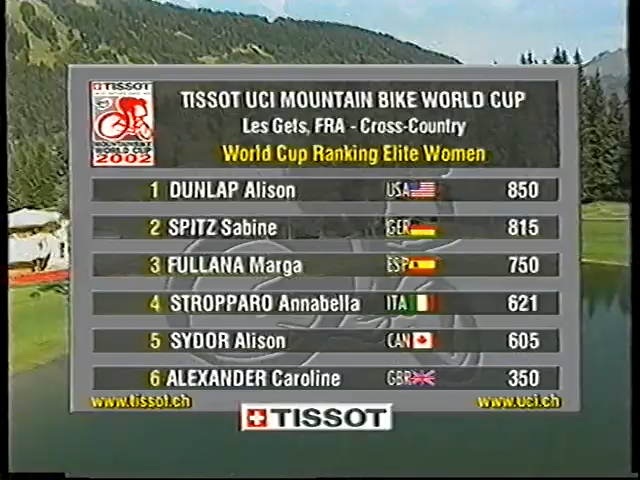 TISSOT
MOUNTAIN BIKE
WORLD CUP
2002
TISSOT UCI MOUNTAIN BIKE WORLD CUP
Les Gets, FRA - Cross-Country
World Cup Ranking Elite Women
1 DUNLAP Alison USA 850
2 SPITZ Sabine GER 815
3 FULLANA Marga ESP 750
4 STROPPARO Annabella ITA 621
5 SYDOR Alison CAN 605
6 ALEXANDER Caroline GBR 350
www.tissot.ch www.uci.ch
TISSOT